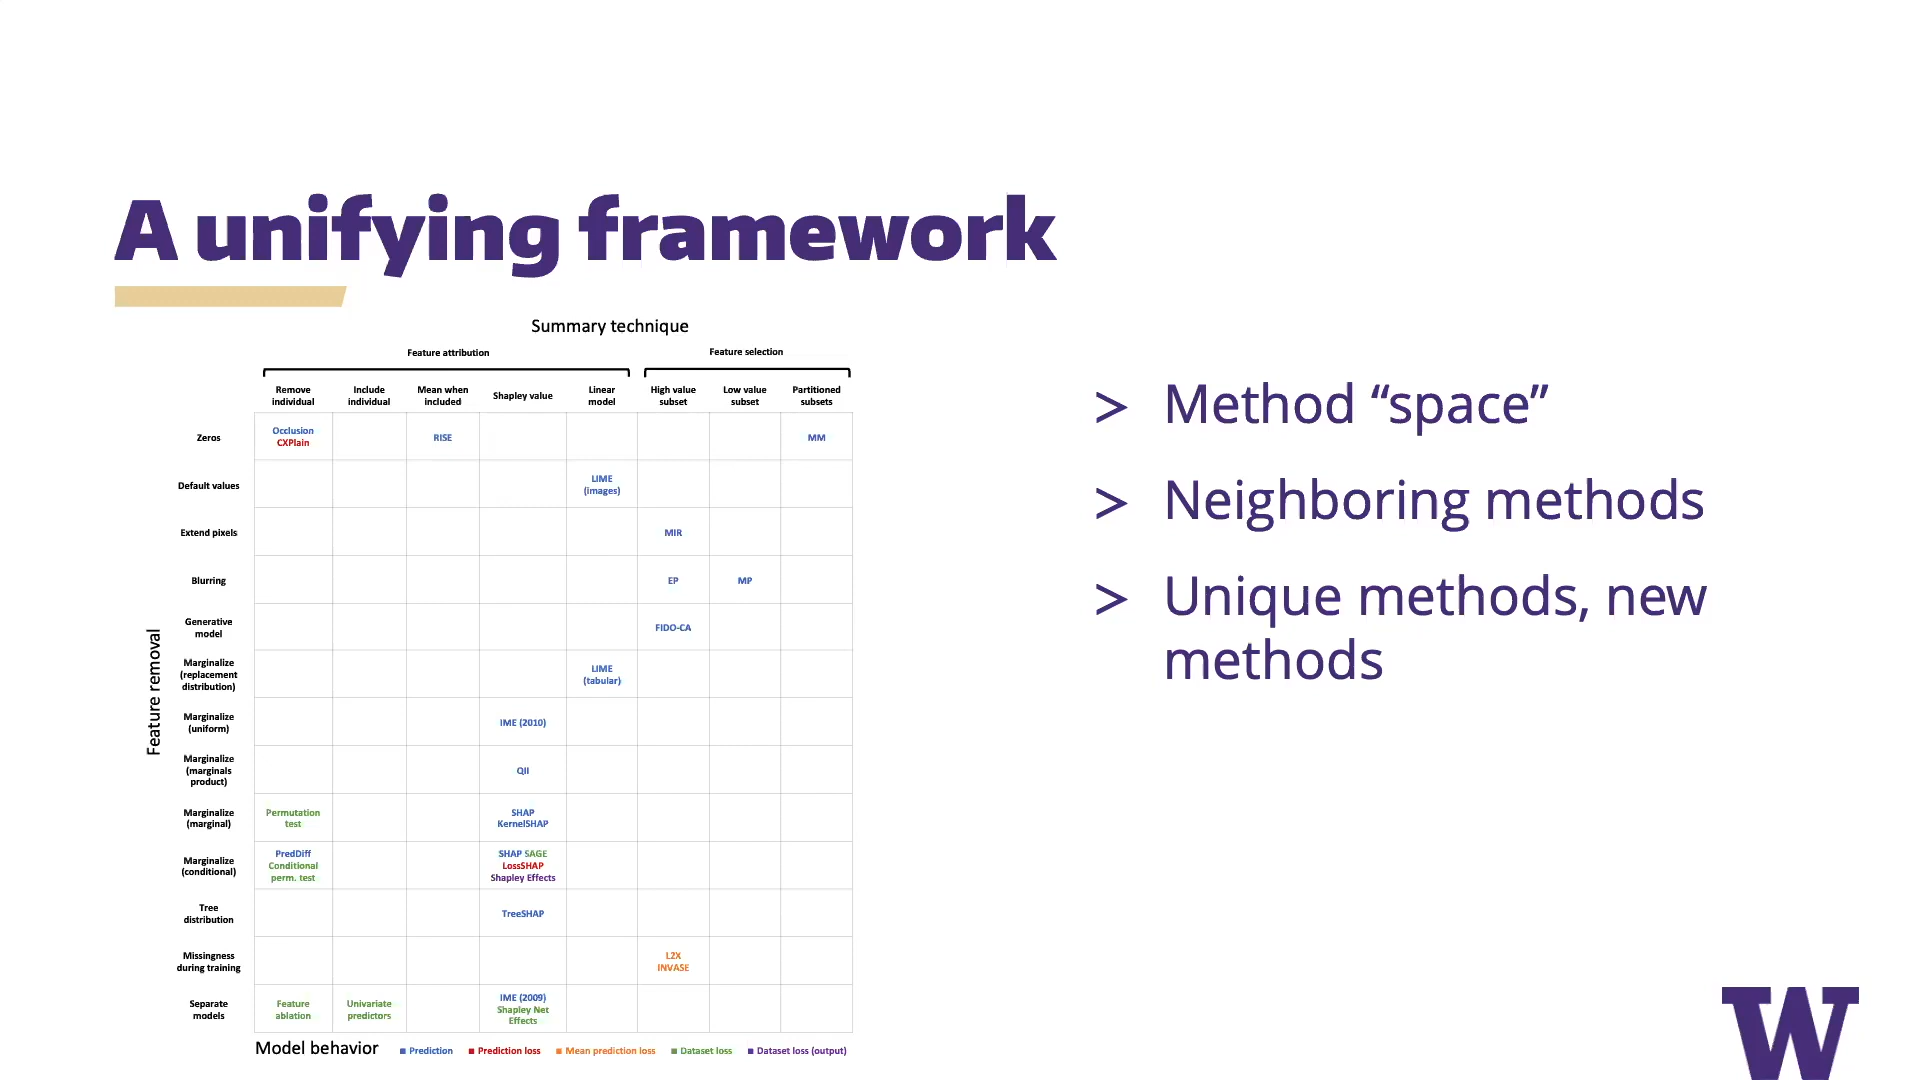 A unifying framework
Summary technique
Feature attribution
Feature selection
Remove individual
Include individual
Mean when included
Shapley value
Linear model
High value subset
Low value subset
Partitioned subsets
Feature removal
Zeros
Occlusion
CXPlain
RISE
MM
Default values
LIME (images)
Extend pixels
MIR
Blurring
EP
MP
Generative model
FIDO-CA
Marginalize (replacement distribution)
LIME (tabular)
Marginalize (uniform)
IME (2010)
Marginalize (marginals product)
QII
Marginalize (marginal)
Permutation test
SHAP
KernelSHAP
Marginalize (conditional)
PredDiff
Conditional perm. test
SHAP SAGE
LossSHAP
Shapley Effects
Tree distribution
TreeSHAP
Missingness during training
L2X
INVASE
Separate models
Feature ablation
Univariate predictors
IME (2009)
Shapley Net Effects
Model behavior
Prediction
Prediction loss
Mean prediction loss
Dataset loss
Dataset loss (output)
> Method “space”
> Neighboring methods
> Unique methods, new
methods
W